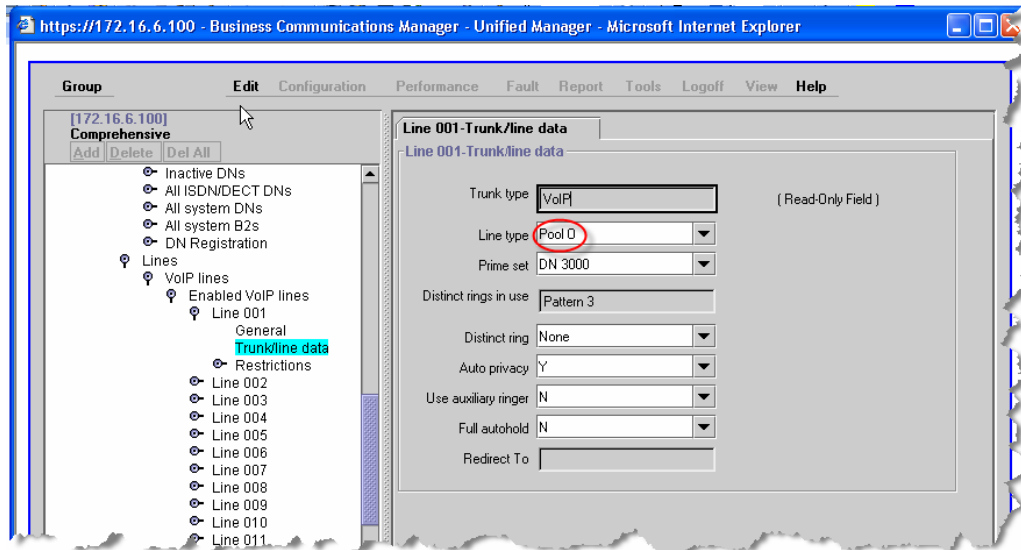 https://172.16.6.100 - Business Communications Manager - Unified Manager - Microsoft Internet Explorer
Group Edit Configuration Performance Fault Report Tools Logoff View Help
[172.16.6.100]
Comprehensive
Add Delete Del All
Inactive DNs
All ISDN/DECT DNs
All system DNs
All system B2s
DN Registration
Lines
VoIP lines
Enabled VoIP lines
Line 001
General
Trunk/line data
Restrictions
Line 002
Line 003
Line 004
Line 005
Line 006
Line 007
Line 008
Line 009
Line 010
Line 011
Line 001-Trunk/line data
Line 001-Trunk/line data
Trunk type VoIP ( Read-Only Field )
Line type Pool O
Prime set DN 3000
Distinct rings in use Pattern 3
Distinct ring None
Auto privacy Y
Use auxiliary ringer N
Full autohold N
Redirect To